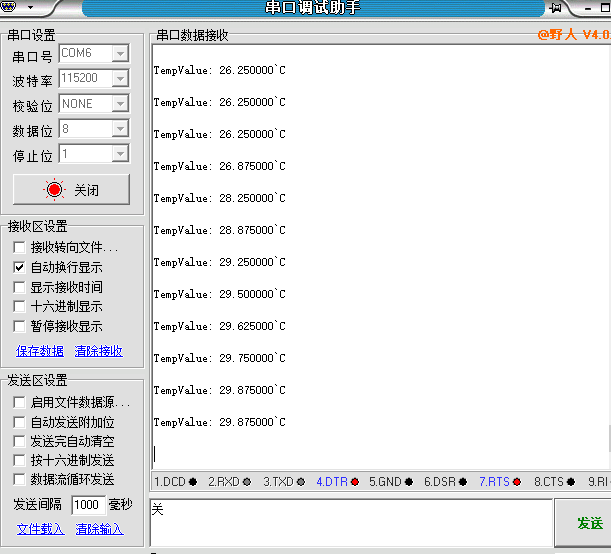 串口调试助手
串口设置
串口号 COM6
波特率 115200
校验位 NONE
数据位 8
停止位 1
关闭
接收区设置
接收转向文件...
自动换行显示
显示接收时间
十六进制显示
暂停接收显示
保存数据 清除接收
发送区设置
启用文件数据源...
自动发送附加位
发送完自动清空
按十六进制发送
数据流循环发送
发送间隔 1000 毫秒
文件载入 清除输入
串口数据接收
@野人 V4.0
TempValue: 26.250000`C
TempValue: 26.250000`C
TempValue: 26.250000`C
TempValue: 26.875000`C
TempValue: 28.250000`C
TempValue: 28.875000`C
TempValue: 29.250000`C
TempValue: 29.500000`C
TempValue: 29.625000`C
TempValue: 29.750000`C
TempValue: 29.875000`C
TempValue: 29.875000`C
1.DCD 2.RXD 3.TXD 4.DTR 5.GND 6.DSR 7.RTS 8.CTS 9.RI
关
发送